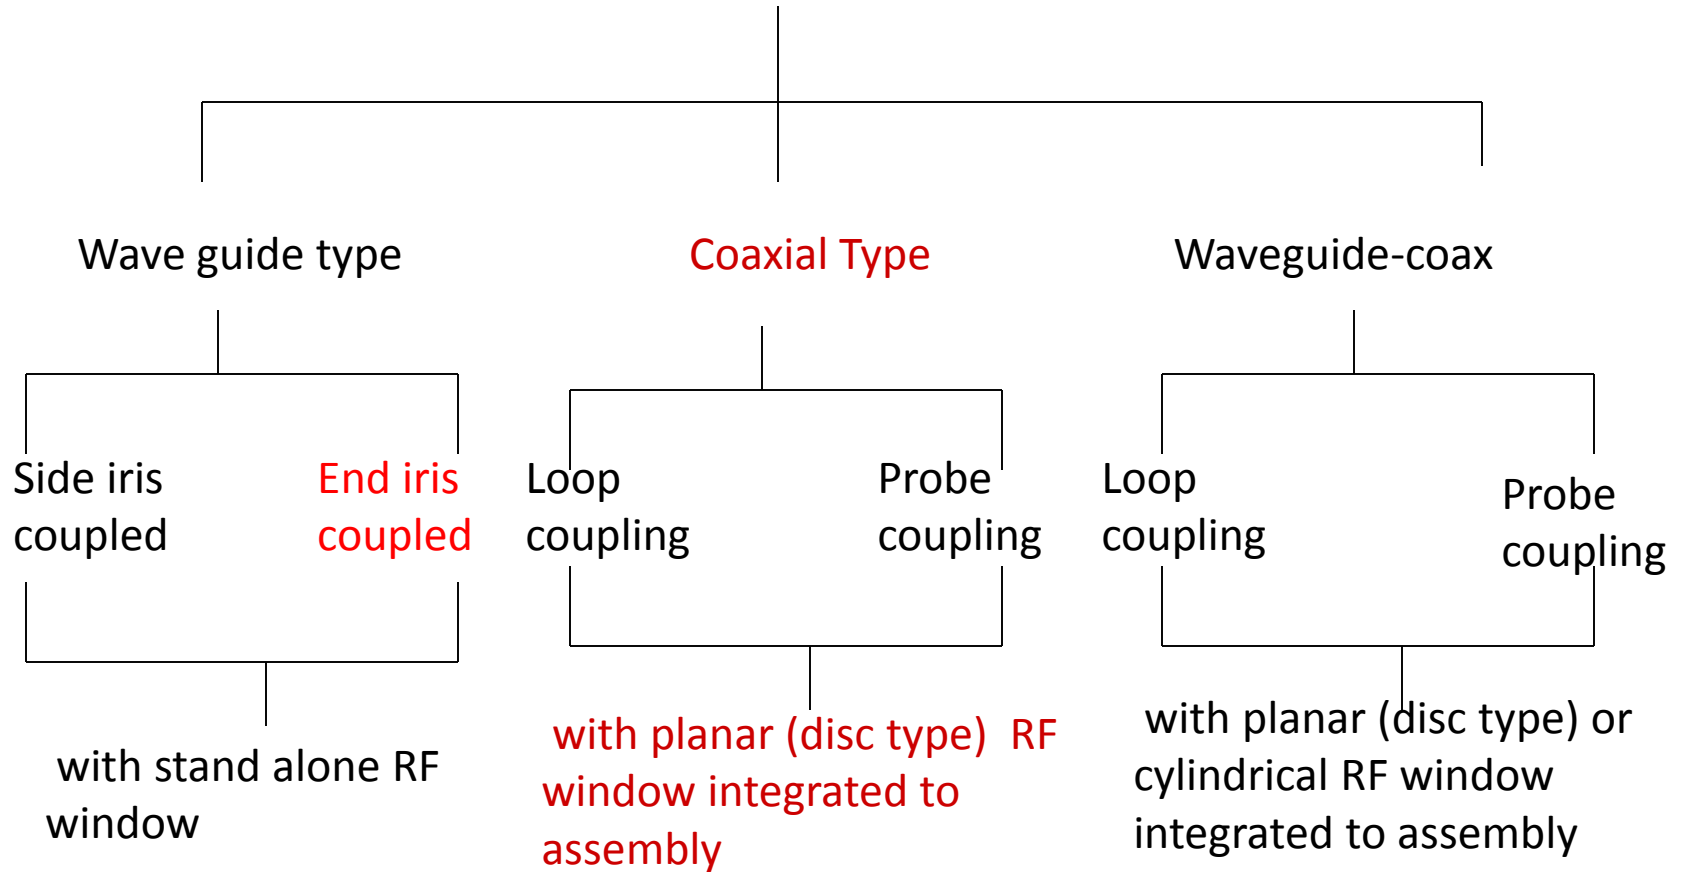 Wave guide type
Coaxial Type
Waveguide-coax
Side iris
coupled
End iris
coupled
Loop
coupling
Probe
coupling
Loop
coupling
Probe
coupling
with stand alone RF
window
with planar (disc type)  RF
window integrated to
assembly
with planar (disc type) or
cylindrical RF window
integrated to assembly